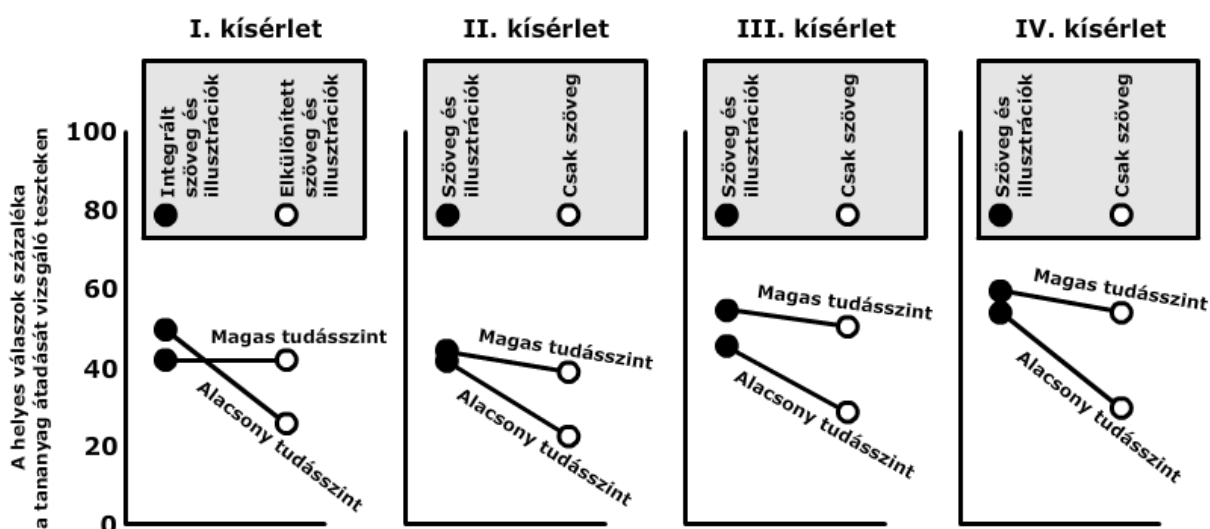 I. kísérlet
II. kísérlet
III. kísérlet
IV. kísérlet
A helyes válaszok százaléka
a tananyag átadását vizsgáló teszteken
100
80
60
40
20
0
Integrált
szöveg és
illusztrációk
Elkülönített
szöveg és
illusztrációk
Magas tudásszint
Alacsony tudásszint
Szöveg és
illusztrációk
Csak szöveg
Magas tudásszint
Alacsony tudásszint
Szöveg és
illusztrációk
Csak szöveg
Magas tudásszint
Alacsony tudásszint
Szöveg és
illusztrációk
Csak szöveg
Magas tudásszint
Alacsony tudásszint